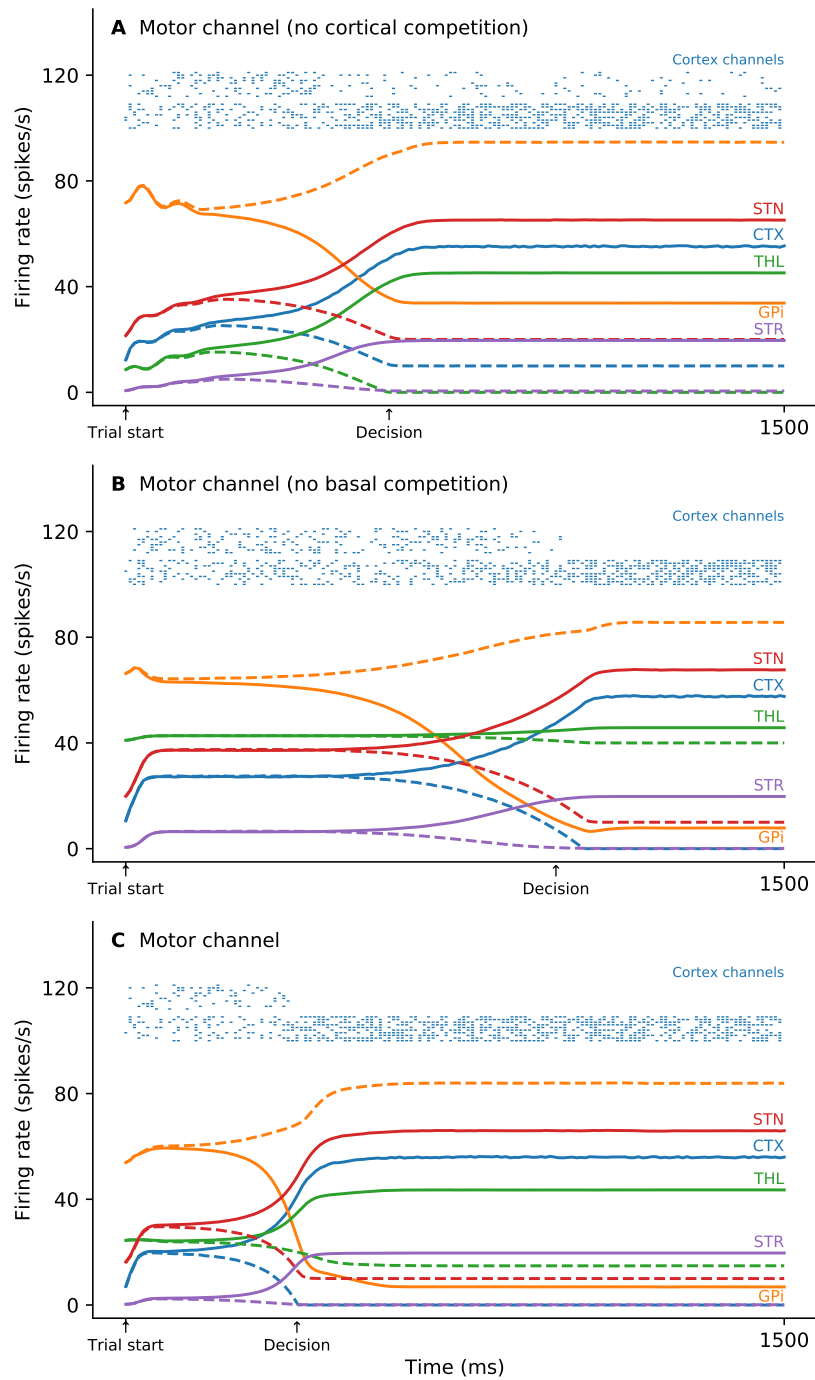 A Motor channel (no cortical competition)
Cortex channels
120
80
40
0
Firing rate (spikes/s)
STN
CTX
THL
GPi
STR
↑
Trial start
↑
Decision
1500
B Motor channel (no basal competition)
Cortex channels
120
80
40
0
Firing rate (spikes/s)
STN
CTX
THL
STR
GPi
↑
Trial start
↑
Decision
1500
C Motor channel
Cortex channels
120
80
40
0
Firing rate (spikes/s)
STN
CTX
THL
STR
GPi
↑
Trial start
↑
Decision
1500
Time (ms)